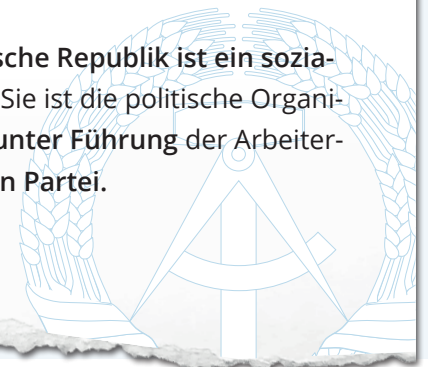 sche Republik ist ein sozia-
Sie ist die politische Organi-
unter Führung der Arbeiter-
n Partei.